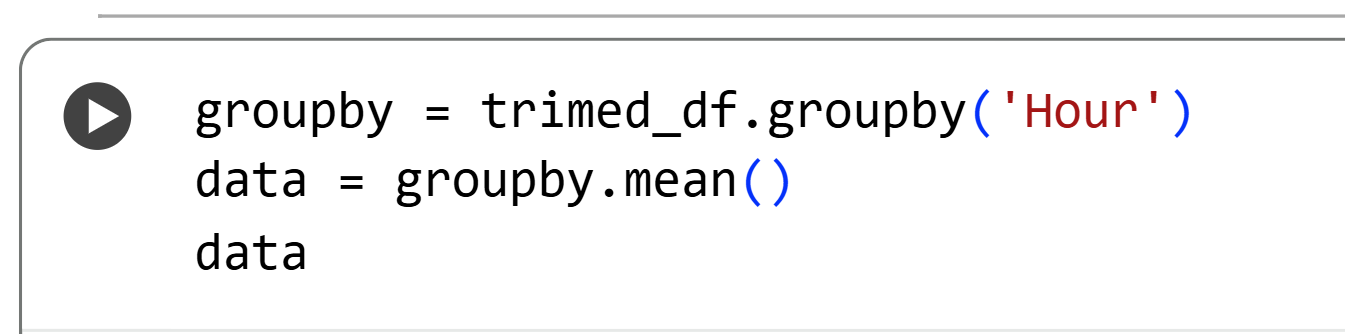 groupby = trimed_df.groupby('Hour')
data = groupby.mean()
data